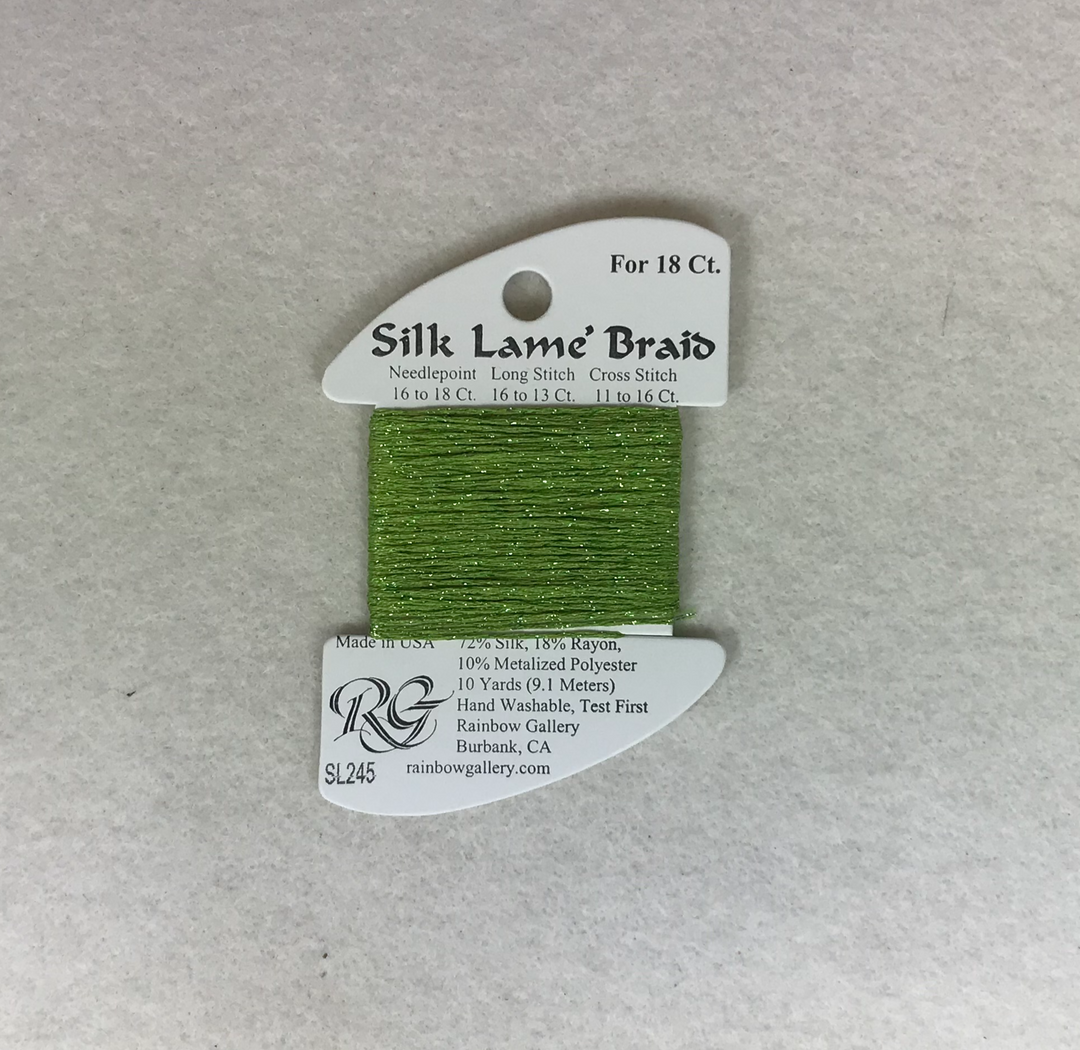 For 18 Ct.
Silk Lame' Braid
Needlepoint Long Stitch Cross Stitch
16 to 18 Ct. 16 to 13 Ct. 11 to 16 Ct.
Made in USA 72% Silk, 18% Rayon,
10% Metalized Polyester
10 Yards (9.1 Meters)
RG
Hand Washable, Test First
Rainbow Gallery
Burbank, CA
SL245 rainbowgallery.com